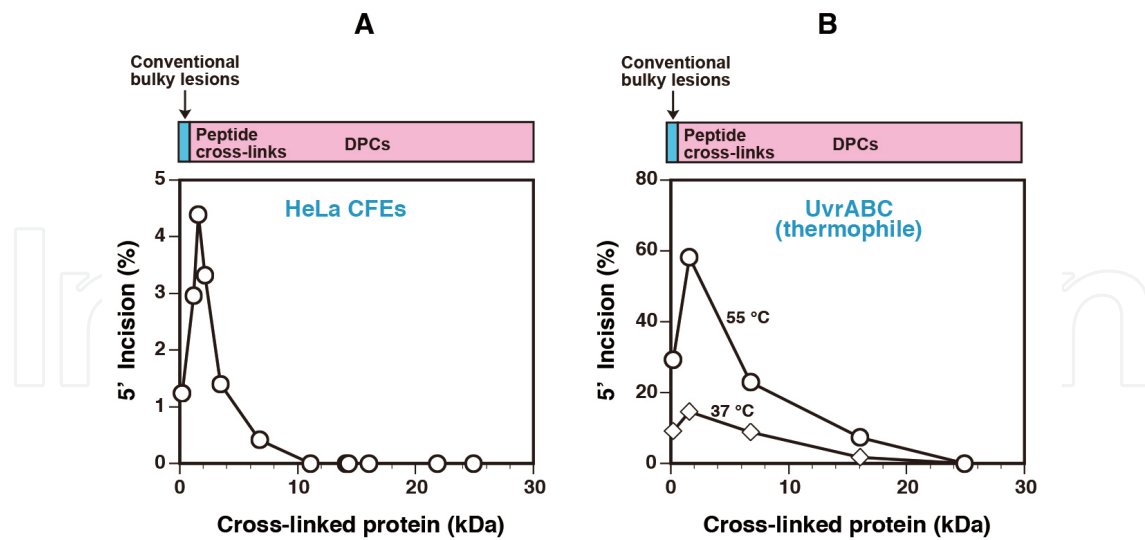 A
Conventional
bulky lesions
Peptide
cross-links
DPCs
HeLa CFEs
5
4
3
2
1
0
5' Incision (%)
0
10
20
30
Cross-linked protein (kDa)
B
Conventional
bulky lesions
Peptide
cross-links
DPCs
UvrABC
(thermophile)
80
60
40
20
0
5' Incision (%)
55 °C
37 °C
0
10
20
30
Cross-linked protein (kDa)